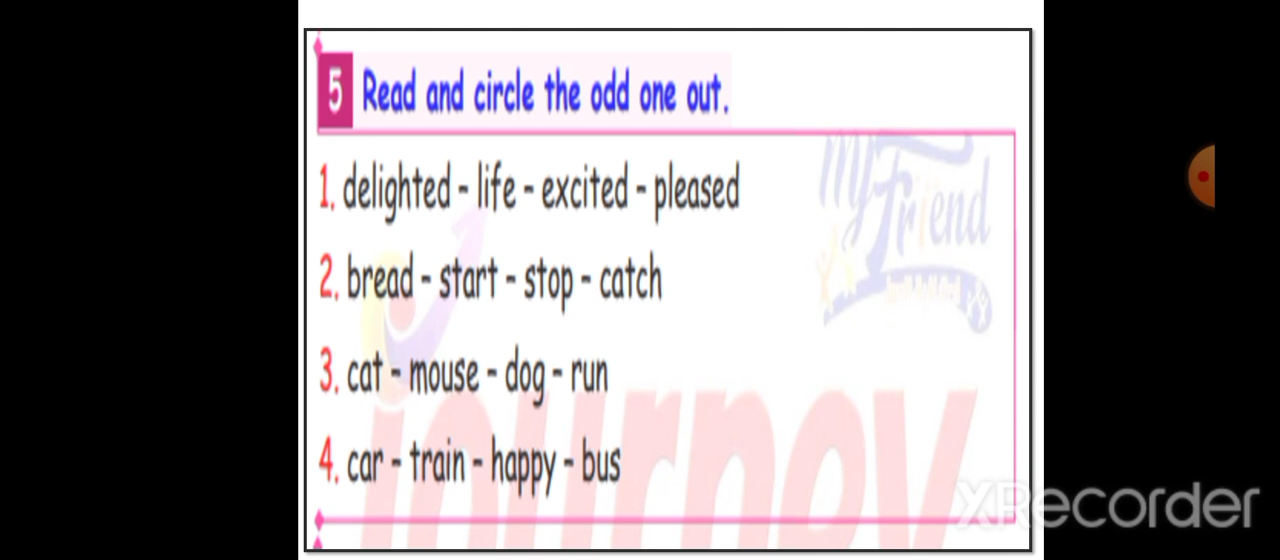 5 Read and circle the odd one out.
My Friend
1. delighted - life - excited - pleased
2. bread - start - stop - catch
3. cat - mouse - dog - run
4. car - train - happy - bus
journey
XRecorder